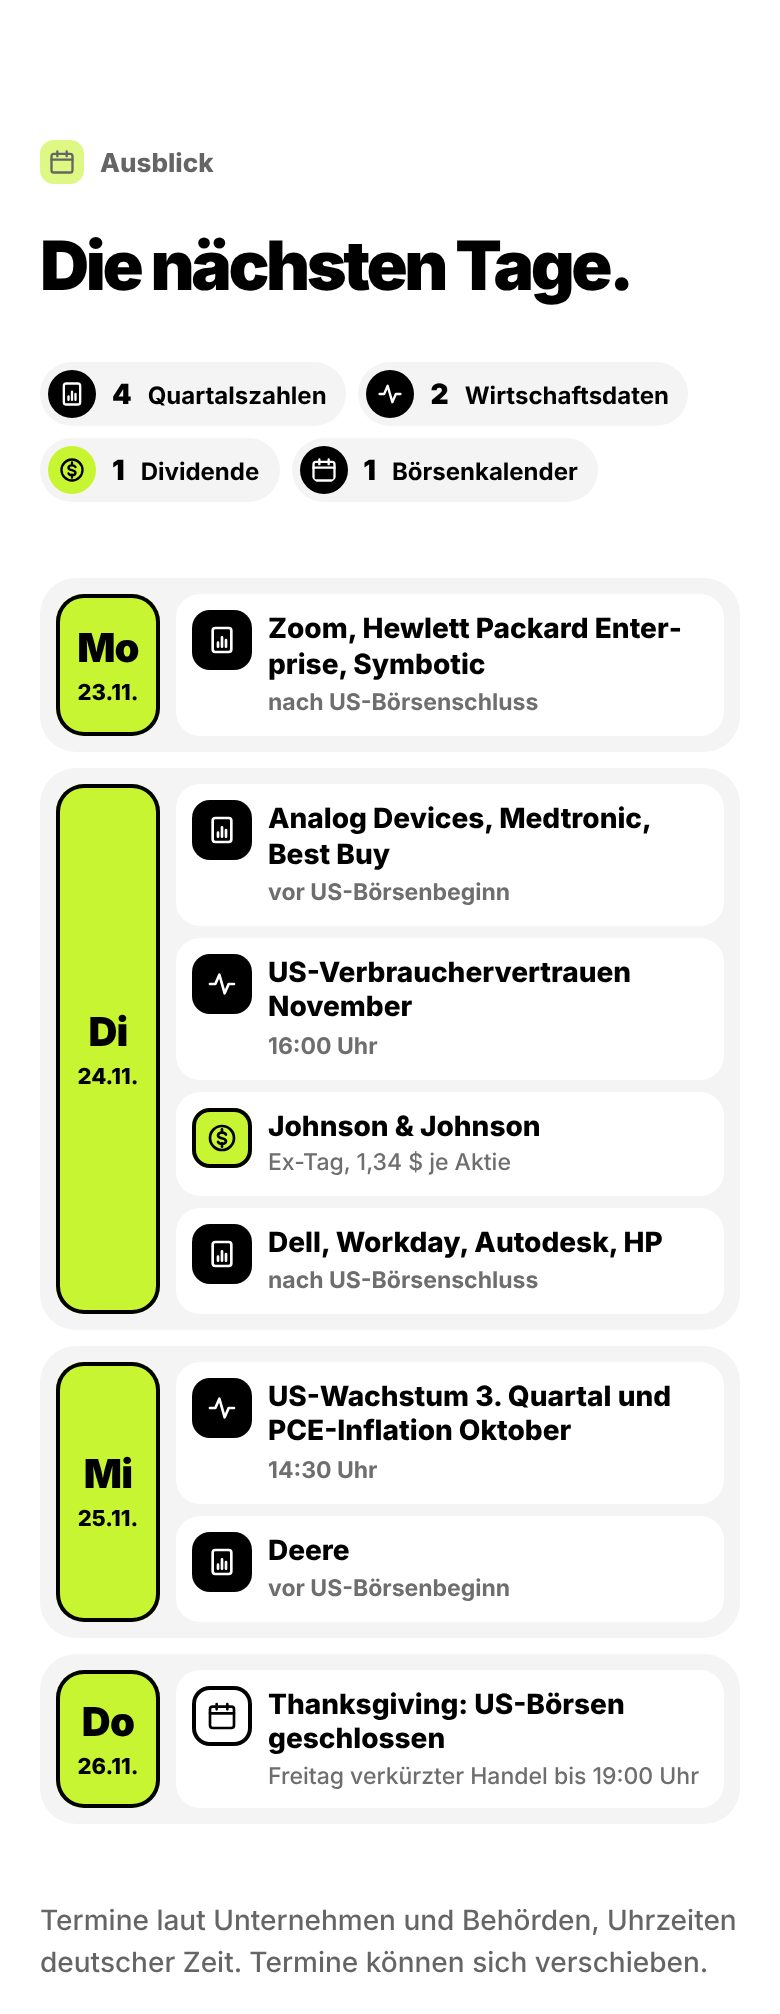 Ausblick
Die nächsten Tage.
4 Quartalszahlen
2 Wirtschaftsdaten
1 Dividende
1 Börsenkalender
Mo
23.11.
Zoom, Hewlett Packard Enter-
prise, Symbotic
nach US-Börsenschluss
Di
24.11.
Analog Devices, Medtronic,
Best Buy
vor US-Börsenbeginn
US-Verbrauchervertrauen
November
16:00 Uhr
Johnson & Johnson
Ex-Tag, 1,34 $ je Aktie
Dell, Workday, Autodesk, HP
nach US-Börsenschluss
Mi
25.11.
US-Wachstum 3. Quartal und
PCE-Inflation Oktober
14:30 Uhr
Deere
vor US-Börsenbeginn
Do
26.11.
Thanksgiving: US-Börsen
geschlossen
Freitag verkürzter Handel bis 19:00 Uhr
Termine laut Unternehmen und Behörden, Uhrzeiten
deutscher Zeit. Termine können sich verschieben.